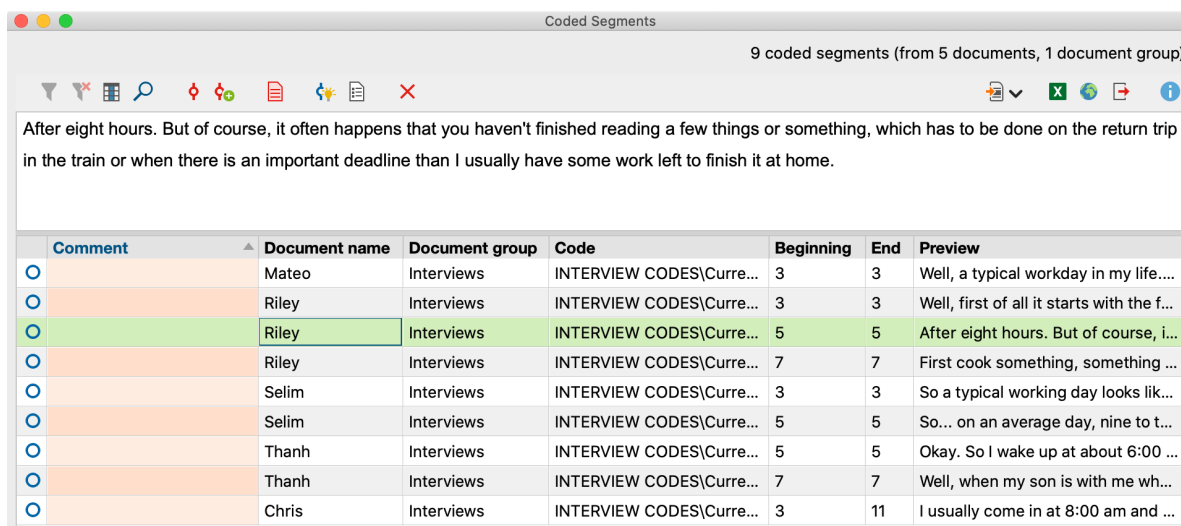 Coded Segments
9 coded segments (from 5 documents, 1 document group)
After eight hours. But of course, it often happens that you haven't finished reading a few things or something, which has to be done on the return trip
in the train or when there is an important deadline than I usually have some work left to finish it at home.
Comment Document name Document group Code Beginning End Preview
Mateo Interviews INTERVIEW CODES\Curre... 3 3 Well, a typical workday in my life....
Riley Interviews INTERVIEW CODES\Curre... 3 3 Well, first of all it starts with the f...
Riley Interviews INTERVIEW CODES\Curre... 5 5 After eight hours. But of course, i...
Riley Interviews INTERVIEW CODES\Curre... 7 7 First cook something, something ...
Selim Interviews INTERVIEW CODES\Curre... 3 3 So a typical working day looks lik...
Selim Interviews INTERVIEW CODES\Curre... 5 5 So... on an average day, nine to t...
Thanh Interviews INTERVIEW CODES\Curre... 5 5 Okay. So I wake up at about 6:00 ...
Thanh Interviews INTERVIEW CODES\Curre... 7 7 Well, when my son is with me wh...
Chris Interviews INTERVIEW CODES\Curre... 3 11 I usually come in at 8:00 am and ...